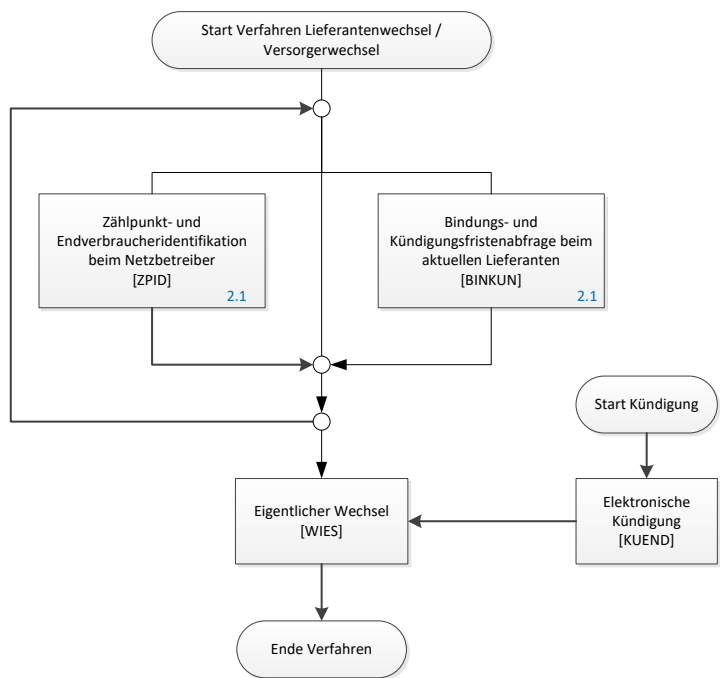 Start Verfahren Lieferantenwechsel /
Versorgerwechsel
Zählpunkt- und
Endverbraucheridentifikation
beim Netzbetreiber
[ZPID]
2.1
Bindungs- und
Kündigungsfristenabfrage beim
aktuellen Lieferanten
[BINKUN]
2.1
Start Kündigung
Eigentlicher Wechsel
[WIES]
Elektronische
Kündigung
[KUEND]
Ende Verfahren